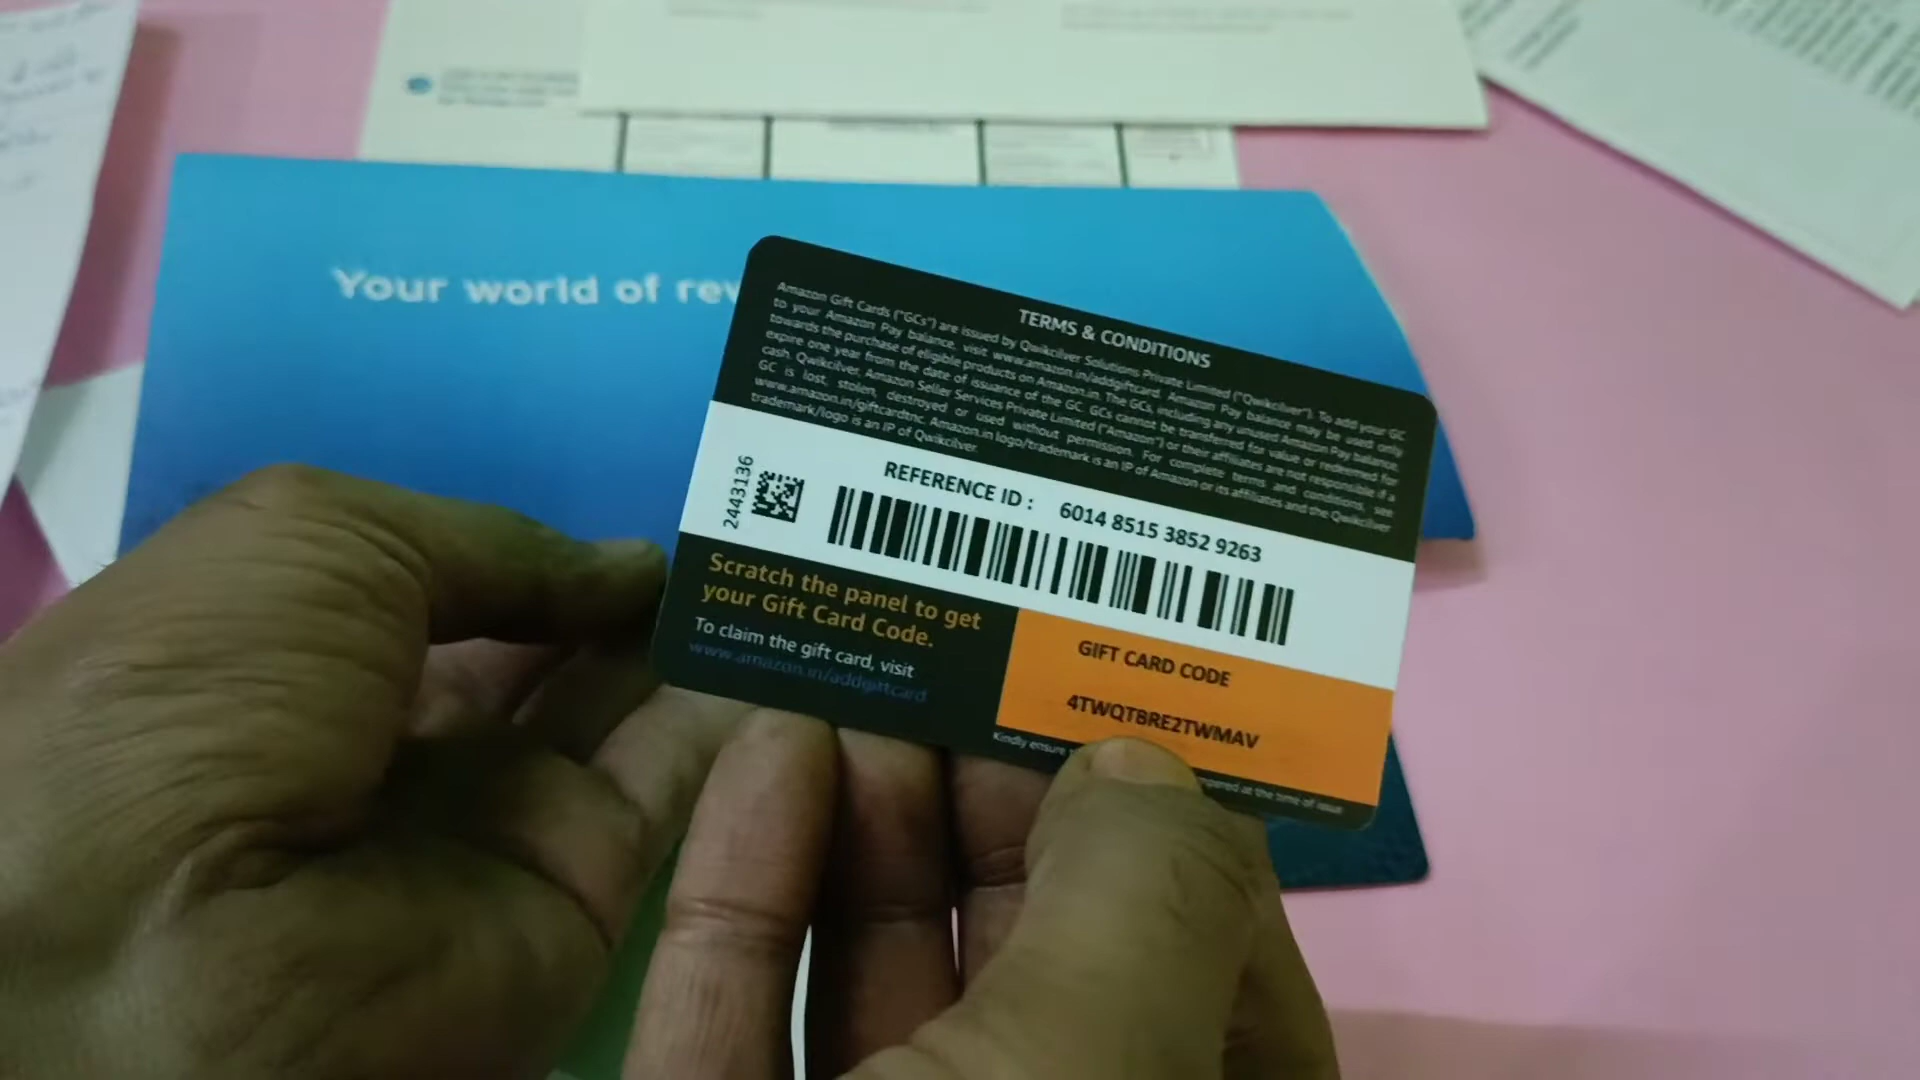 Your world of rev
TERMS & CONDITIONS
Amazon Gift Cards ("GCs") are issued by Qwikcilver Solutions Private Limited ("Qwikcilver"). To add your GC
to your Amazon Pay balance, visit www.amazon.in/addgiftcard. Amazon Pay balance may be used only
towards the purchase of eligible products on Amazon.in. The GCs, including any unused Amazon Pay balance,
expire one year from the date of issuance of the GC. GCs cannot be transferred for value or redeemed for
cash. Qwikcilver, Amazon Seller Services Private Limited ("Amazon") or their affiliates are not responsible if a
GC is lost, stolen, destroyed or used without permission. For complete terms and conditions, see
www.amazon.in/giftcardtnc. Amazon.in logo/trademark is an IP of Amazon or its affiliates and the Qwikcilver
trademark/logo is an IP of Qwikcilver.
2443136
REFERENCE ID : 6014 8515 3852 9263
Scratch the panel to get
your Gift Card Code.
To claim the gift card, visit
www.amazon.in/addgiftcard
GIFT CARD CODE
4TWQTBRE2TWMAV
Kindly ensure
mpered at the time of issue